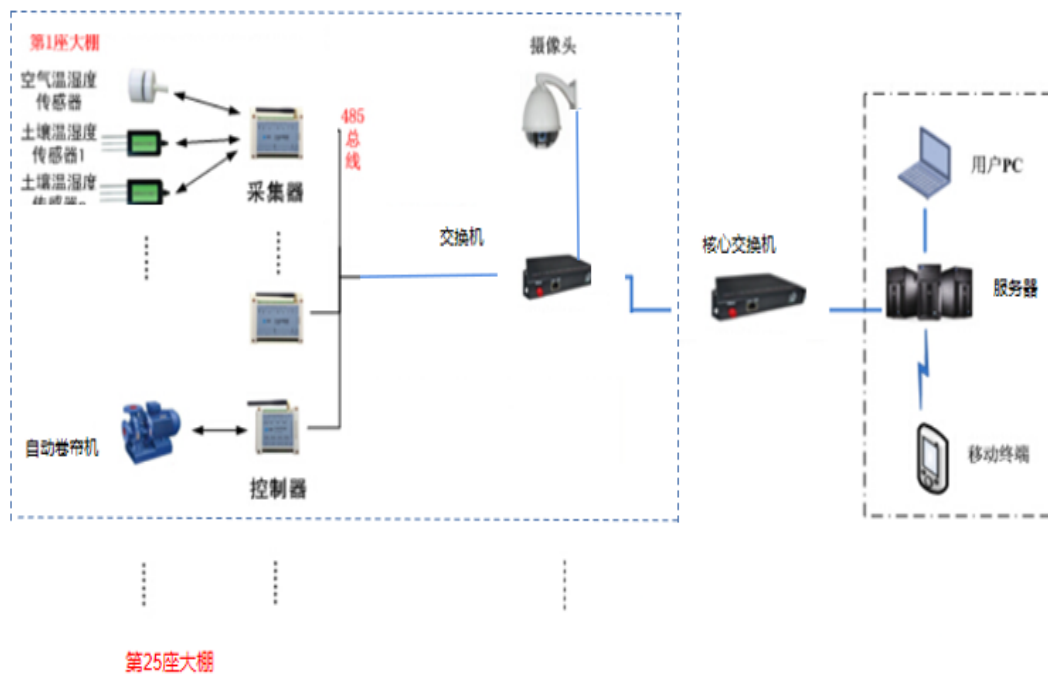 第1座大棚
空气温湿度
传感器
土壤温湿度
传感器1
土壤温湿度
采集器
485
总
线
摄像头
交换机
核心交换机
用户PC
服务器
移动终端
自动卷帘机
控制器
第25座大棚